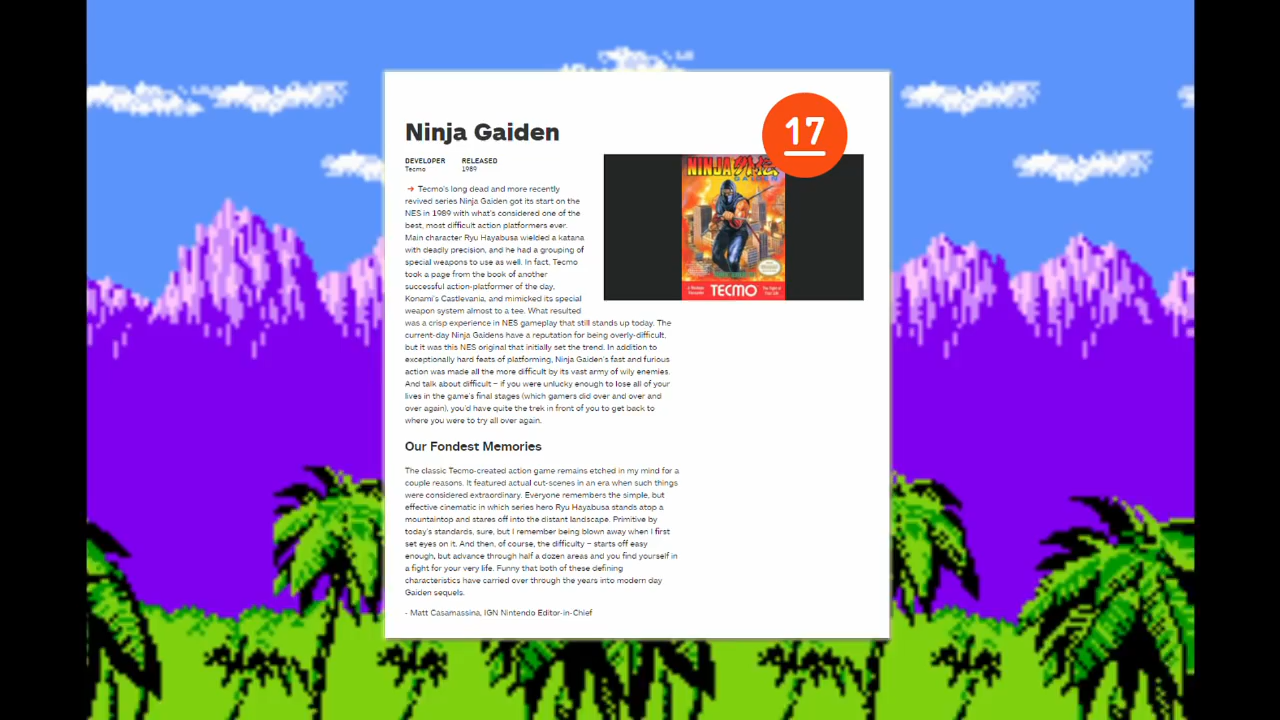 17
Ninja Gaiden
DEVELOPER RELEASED
Tecmo 1989
→ Tecmo's long dead and more recently
revived series Ninja Gaiden got its start on the
NES in 1989 with what's considered one of the
best, most difficult action platformers ever.
Main character Ryu Hayabusa wielded a katana
with deadly precision, and he had a grouping of
special weapons to use as well. In fact, Tecmo
took a page from the book of another
successful action-platformer of the day,
Konami's Castlevania, and mimicked its special
weapon system almost to a tee. What resulted
was a crisp experience in NES gameplay that still stands up today. The
current-day Ninja Gaidens have a reputation for being overly-difficult,
but it was this NES original that initially set the trend. In addition to
exceptionally hard feats of platforming, Ninja Gaiden's fast and furious
action was made all the more difficult by its vast army of wily enemies.
And talk about difficult – if you were unlucky enough to lose all of your
lives in the game's final stages (which gamers did over and over and
over again), you'd have quite the trek in front of you to get back to
where you were to try all over again.
NINJA外伝
GAIDEN
TECMO
Our Fondest Memories
The classic Tecmo-created action game remains etched in my mind for a
couple reasons. It featured actual cut-scenes in an era when such things
were considered extraordinary. Everyone remembers the simple, but
effective cinematic in which series hero Ryu Hayabusa stands atop a
mountaintop and stares off into the distant landscape. Primitive by
today's standards, sure, but I remember being blown away when I first
set eyes on it. And then, of course, the difficulty – starts off easy
enough, but advance through half a dozen areas and you find yourself in
a fight for your very life. Funny that both of these defining
characteristics have carried over through the years into modern day
Gaiden sequels.
- Matt Casamassina, IGN Nintendo Editor-in-Chief